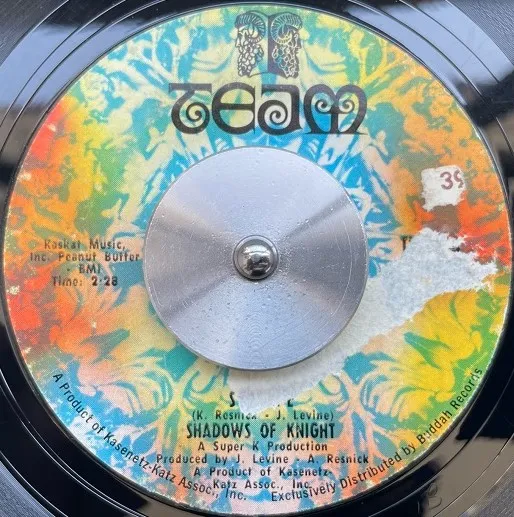 TEAM
39
Kaskat Music,
Inc. Peanut Butter
- BMI
Time: 2:28
(K. Resnick - J. Levine)
SHADOWS OF KNIGHT
A Super K Production
Produced by J. Levine - A. Resnick
A Product of Kasenetz-
Katz Assoc., Inc.
A Product of Kasenetz-Katz Assoc., Inc. Exclusively Distributed by Buddah Records